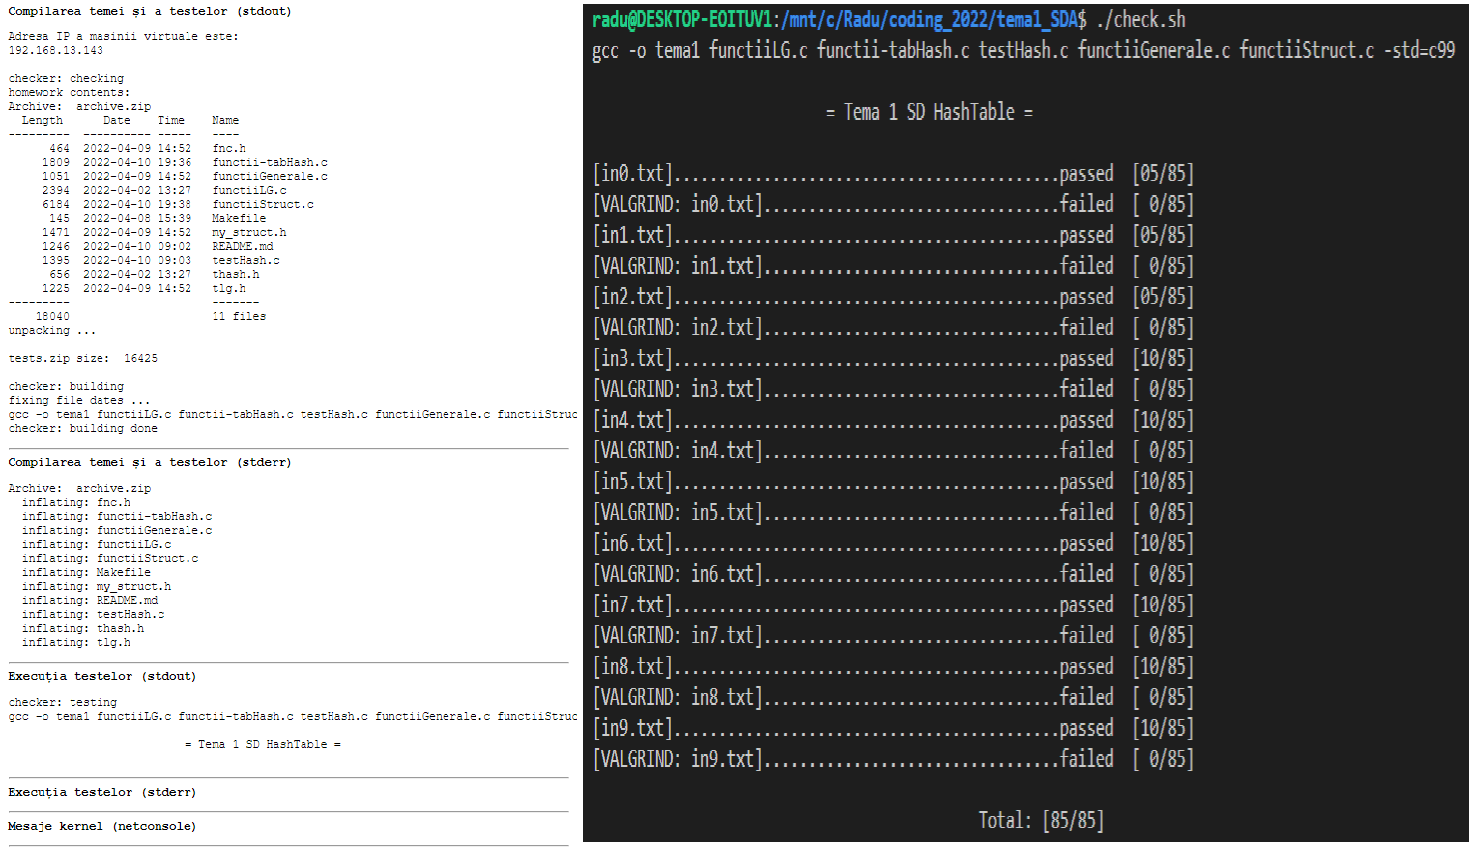 Compilarea temei și a testelor (stdout)
Adresa IP a masinii virtuale este:
192.168.13.143
checker: checking
homework contents:
Archive:  archive.zip
  Length      Date    Time    Name
---------  ---------- -----   ----
      464  2022-04-09 14:52   fnc.h
     1809  2022-04-10 19:36   functii-tabHash.c
     1051  2022-04-09 14:52   functiiGenerale.c
     2394  2022-04-02 13:27   functiiLG.c
     6184  2022-04-10 19:38   functiiStruct.c
      145  2022-04-08 15:39   Makefile
     1471  2022-04-09 14:52   my_struct.h
     1246  2022-04-10 09:02   README.md
     1395  2022-04-10 09:03   testHash.c
      656  2022-04-02 13:27   thash.h
     1225  2022-04-09 14:52   tlg.h
---------                     -------
    18040                     11 files
unpacking ...
tests.zip size:  16425
checker: building
fixing file dates ...
gcc -o tema1 functiiLG.c functii-tabHash.c testHash.c functiiGenerale.c functiiStruc
checker: building done
Compilarea temei și a testelor (stderr)
Archive:  archive.zip
  inflating: fnc.h
  inflating: functii-tabHash.c
  inflating: functiiGenerale.c
  inflating: functiiLG.c
  inflating: functiiStruct.c
  inflating: Makefile
  inflating: my_struct.h
  inflating: README.md
  inflating: testHash.c
  inflating: thash.h
  inflating: tlg.h
Execuția testelor (stdout)
checker: testing
gcc -o tema1 functiiLG.c functii-tabHash.c testHash.c functiiGenerale.c functiiStruc
= Tema 1 SD HashTable =
Execuția testelor (stderr)
Mesaje kernel (netconsole)
radu@DESKTOP-EOITUV1:/mnt/c/Radu/coding_2022/tema1_SDA$ ./check.sh
gcc -o tema1 functiiLG.c functii-tabHash.c testHash.c functiiGenerale.c functiiStruct.c -std=c99
= Tema 1 SD HashTable =
[in0.txt]..........................................passed  [05/85]
[VALGRIND: in0.txt]................................failed  [ 0/85]
[in1.txt]..........................................passed  [05/85]
[VALGRIND: in1.txt]................................failed  [ 0/85]
[in2.txt]..........................................passed  [05/85]
[VALGRIND: in2.txt]................................failed  [ 0/85]
[in3.txt]..........................................passed  [10/85]
[VALGRIND: in3.txt]................................failed  [ 0/85]
[in4.txt]..........................................passed  [10/85]
[VALGRIND: in4.txt]................................failed  [ 0/85]
[in5.txt]..........................................passed  [10/85]
[VALGRIND: in5.txt]................................failed  [ 0/85]
[in6.txt]..........................................passed  [10/85]
[VALGRIND: in6.txt]................................failed  [ 0/85]
[in7.txt]..........................................passed  [10/85]
[VALGRIND: in7.txt]................................failed  [ 0/85]
[in8.txt]..........................................passed  [10/85]
[VALGRIND: in8.txt]................................failed  [ 0/85]
[in9.txt]..........................................passed  [10/85]
[VALGRIND: in9.txt]................................failed  [ 0/85]
Total: [85/85]